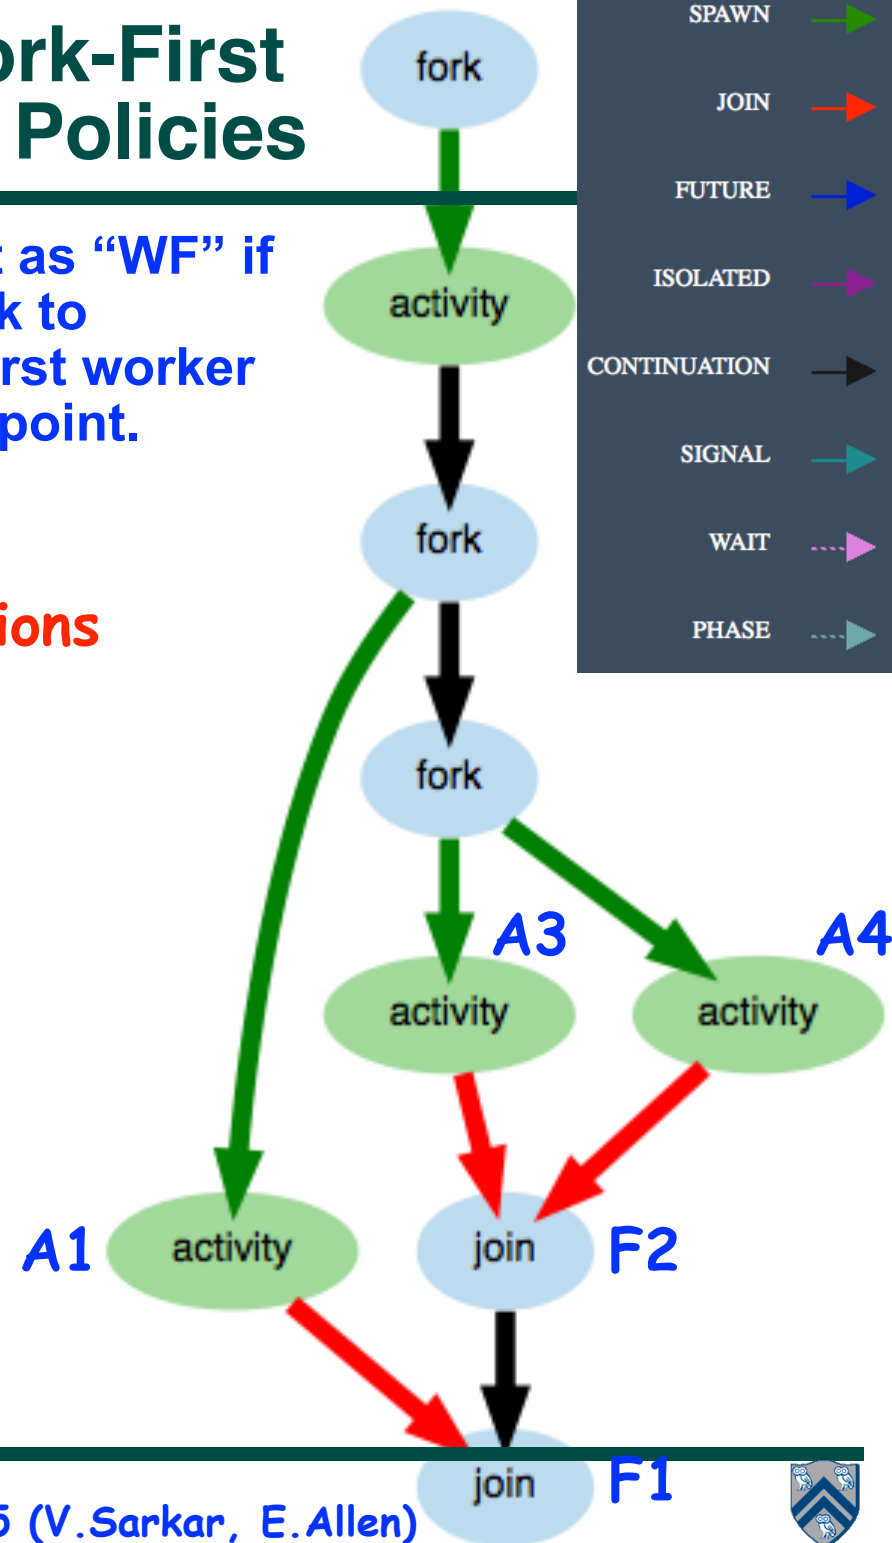 ork-First
Policies
t as “WF” if
k to
rst worker
point.
ions
SPAWN
JOIN
FUTURE
ISOLATED
CONTINUATION
SIGNAL
WAIT
PHASE
fork
activity
fork
fork
A3
A4
activity
activity
A1
activity
join
F2
join
F1
5 (V.Sarkar, E.Allen)